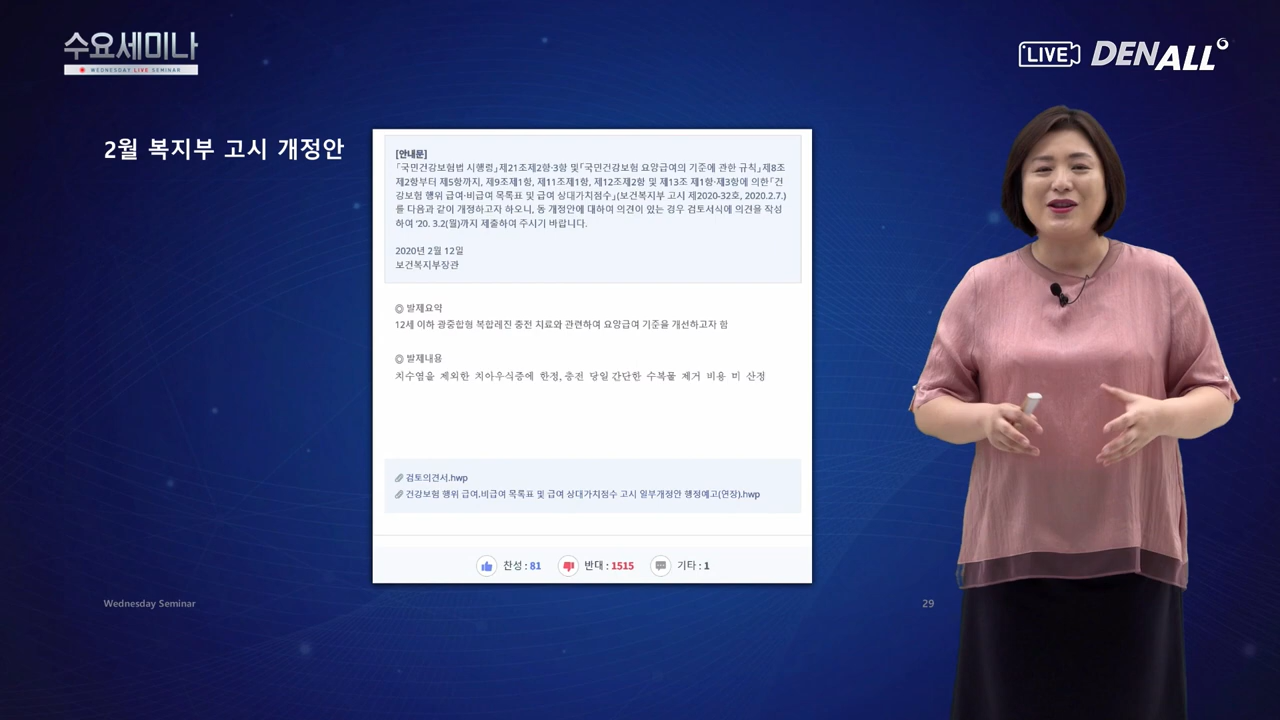 수요세미나
WEDNESDAY LIVE SEMINAR
LIVE
DENALL
2월 복지부 고시 개정안
[안내문]
「국민건강보험법 시행령」제21조제2항·3항 및「국민건강보험 요양급여의 기준에 관한 규칙」제8조
제2항부터 제5항까지, 제9조제1항, 제11조제1항, 제12조제2항 및 제13조 제1항·제3항에 의한「건
강보험 행위 급여·비급여 목록표 및 급여 상대가치점수」(보건복지부 고시 제2020-32호, 2020.2.7.)
를 다음과 같이 개정하고자 하오니, 동 개정안에 대하여 의견이 있는 경우 검토서식에 의견을 작성
하여 '20. 3.2(월)까지 제출하여 주시기 바랍니다.
2020년 2월 12일
보건복지부장관
◎ 발제요약
12세 이하 광중합형 복합레진 충전 치료와 관련하여 요양급여 기준을 개선하고자 함
◎ 발제내용
치수염을 제외한 치아우식증에 한정, 충전 당일 간단한 수복물 제거 비용 미 산정
검토의견서.hwp
건강보험 행위 급여.비급여 목록표 및 급여 상대가치점수 고시 일부개정안 행정예고(연장).hwp
찬성 : 81 반대 : 1515 기타 : 1
Wednesday Seminar
29